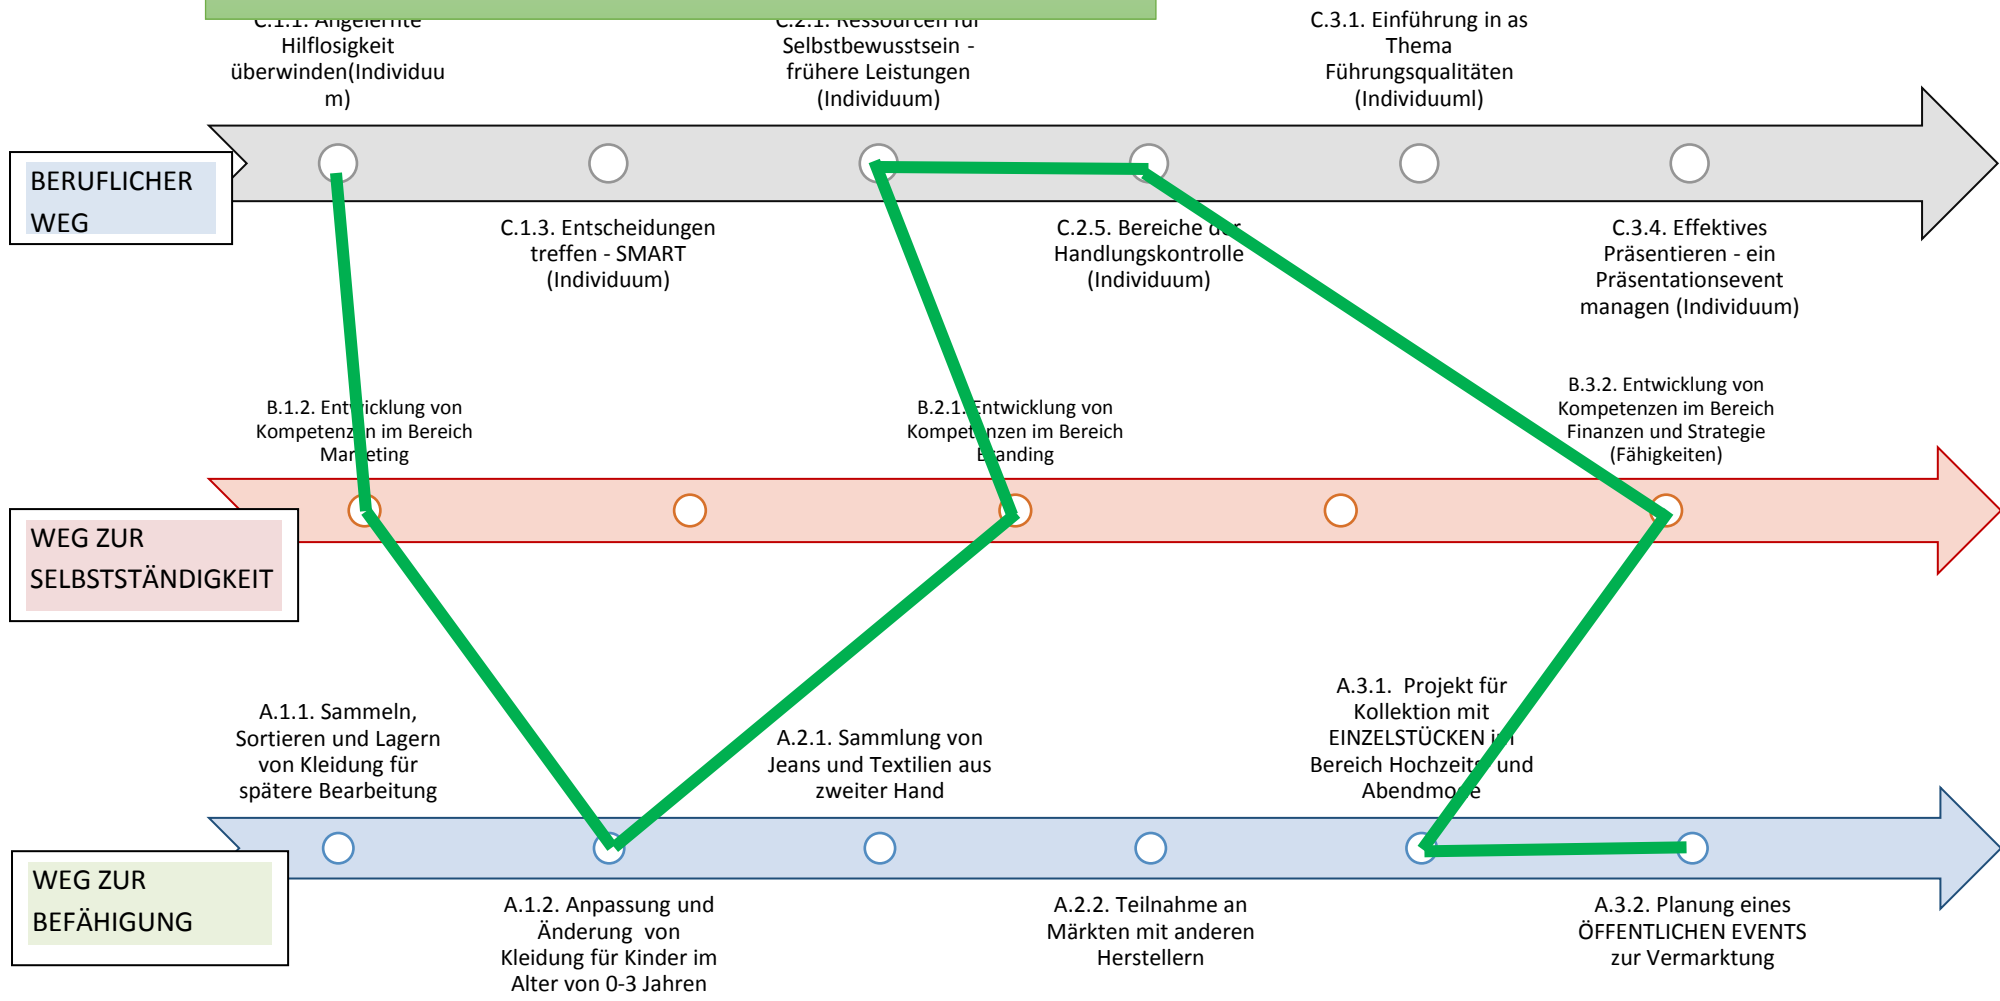 C.1.1. Angelernte
Hilflosigkeit
überwinden(Individuu
m)
C.2.1. Ressourcen für
Selbstbewusstsein -
frühere Leistungen
(Individuum)
C.3.1. Einführung in as
Thema
Führungsqualitäten
(Individuuml)
BERUFLICHER
WEG
C.1.3. Entscheidungen
treffen - SMART
(Individuum)
C.2.5. Bereiche der
Handlungskontrolle
(Individuum)
C.3.4. Effektives
Präsentieren - ein
Präsentationsevent
managen (Individuum)
B.1.2. Entwicklung von
Kompetenzen im Bereich
Marketing
B.2.1. Entwicklung von
Kompetenzen im Bereich
Branding
B.3.2. Entwicklung von
Kompetenzen im Bereich
Finanzen und Strategie
(Fähigkeiten)
WEG ZUR
SELBSTSTÄNDIGKEIT
A.1.1. Sammeln,
Sortieren und Lagern
von Kleidung für
spätere Bearbeitung
A.2.1. Sammlung von
Jeans und Textilien aus
zweiter Hand
A.3.1. Projekt für
Kollektion mit
EINZELSTÜCKEN im
Bereich Hochzeits- und
Abendmode
WEG ZUR
BEFÄHIGUNG
A.1.2. Anpassung und
Änderung von
Kleidung für Kinder im
Alter von 0-3 Jahren
A.2.2. Teilnahme an
Märkten mit anderen
Herstellern
A.3.2. Planung eines
ÖFFENTLICHEN EVENTS
zur Vermarktung